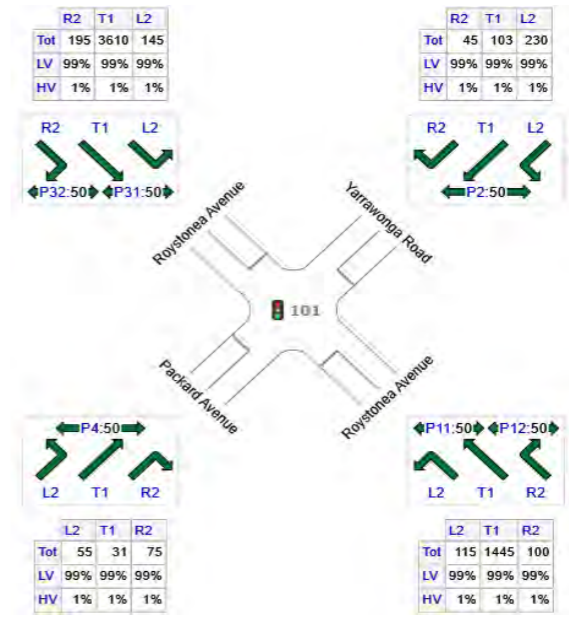 R2 T1 L2
Tot 195 3610 145
LV 99% 99% 99%
HV 1% 1% 1%
R2 T1 L2
Tot 45 103 230
LV 99% 99% 99%
HV 1% 1% 1%
R2 T1 L2
P32:50 P31:50
R2 T1 L2
P2:50
Roystonea Avenue
Yarrawonga Road
101
Packard Avenue
Roystonea Avenue
P4:50
L2 T1 R2
P11:50 P12:50
L2 T1 R2
L2 T1 R2
Tot 55 31 75
LV 99% 99% 99%
HV 1% 1% 1%
L2 T1 R2
Tot 115 1445 100
LV 99% 99% 99%
HV 1% 1% 1%